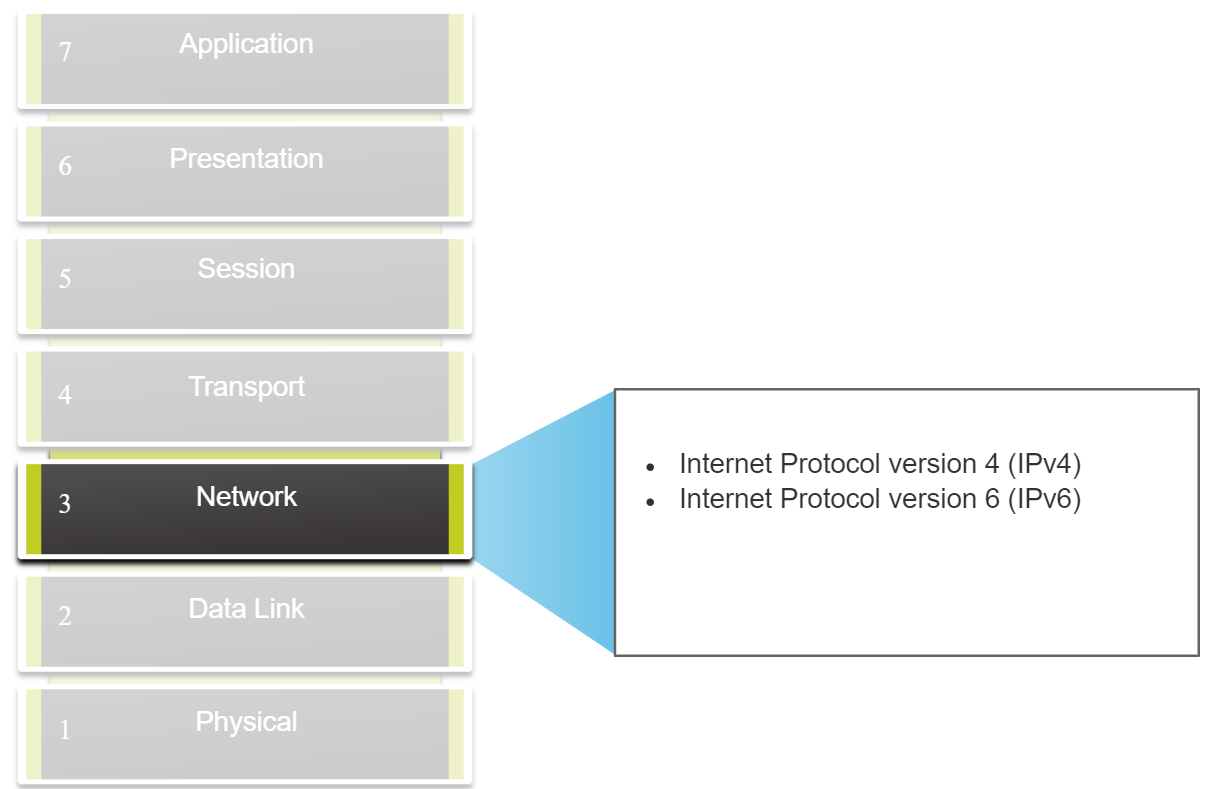 7 Application
6 Presentation
5 Session
4 Transport
3 Network
• Internet Protocol version 4 (IPv4)
• Internet Protocol version 6 (IPv6)
2 Data Link
1 Physical